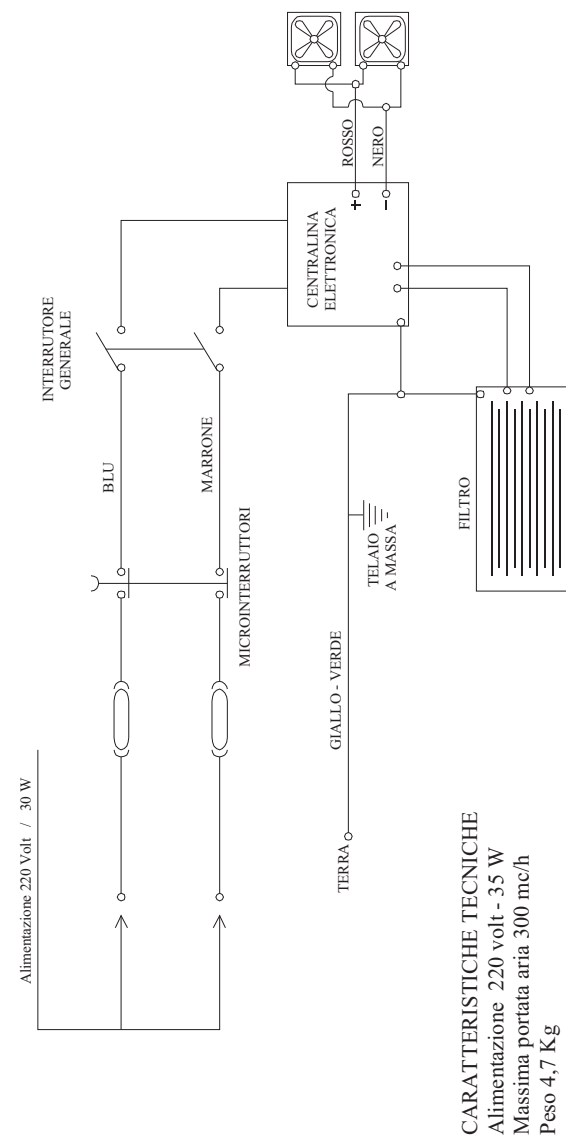 Alimentazione 220 Volt / 30 W
BLU
INTERRUTORE
GENERALE
MARRONE
MICROINTERRUTTORI
CENTRALINA
ELETTRONICA
+
-
ROSSO
NERO
TERRA
GIALLO - VERDE
TELAIO
A MASSA
FILTRO
CARATTERISTICHE TECNICHE
Alimentazione 220 volt - 35 W
Massima portata aria 300 mc/h
Peso 4,7 Kg